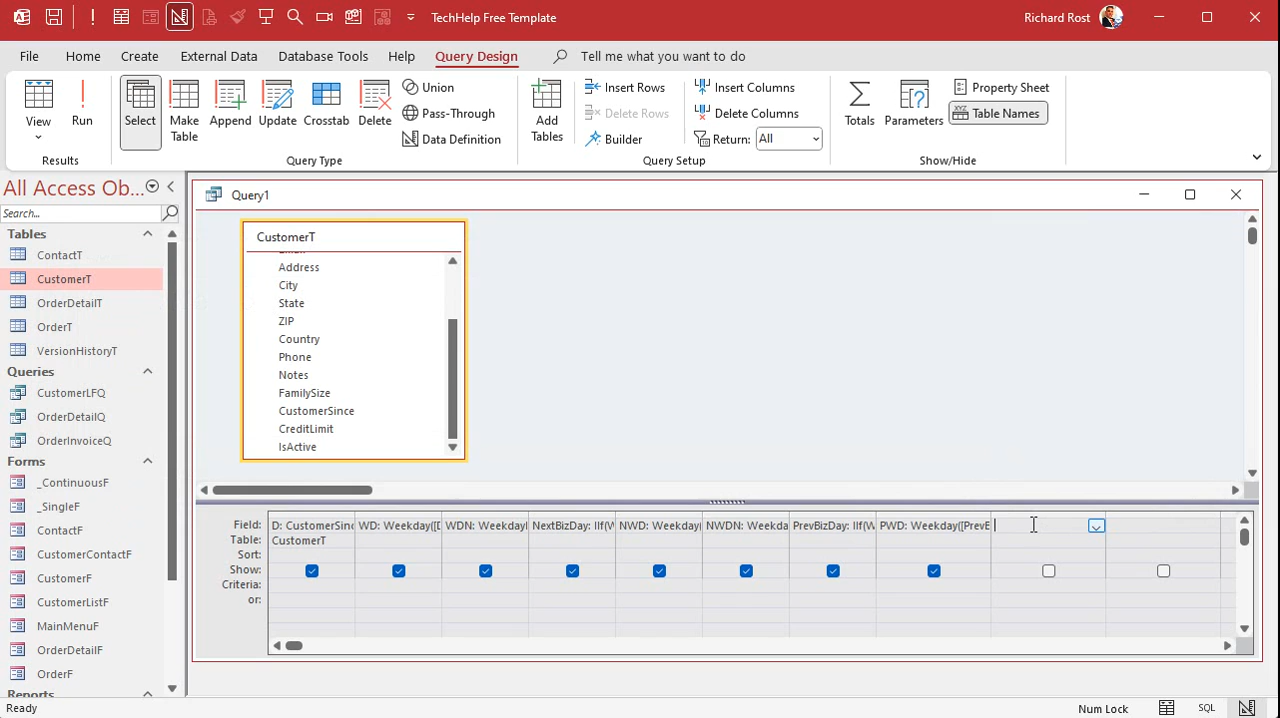 TechHelp Free Template
Richard Rost
File Home Create External Data Database Tools Help Query Design Tell me what you want to do
View
Run
Results
Select
Make Table
Append
Update
Crosstab
Delete
Union
Pass-Through
Data Definition
Query Type
Add Tables
Insert Rows
Delete Rows
Builder
Insert Columns
Delete Columns
Return: All
Query Setup
Totals
Parameters
Property Sheet
Table Names
Show/Hide
All Access Ob...
Search...
Tables
ContactT
CustomerT
OrderDetailT
OrderT
VersionHistoryT
Queries
CustomerLFQ
OrderDetailQ
OrderInvoiceQ
Forms
_ContinuousF
_SingleF
ContactF
CustomerContactF
CustomerF
CustomerListF
MainMenuF
OrderDetailF
OrderF
Reports
Query1
CustomerT
Email
Address
City
State
ZIP
Country
Phone
Notes
FamilySize
CustomerSince
CreditLimit
IsActive
Field: D: CustomerSinc WD: Weekday([D WDN: Weekday NextBizDay: IIf(W NWD: Weekday( NWDN: Weekda PrevBizDay: IIf(W PWD: Weekday([PrevB
Table: CustomerT
Sort:
Show:
Criteria:
or:
Ready
Num Lock
SQL